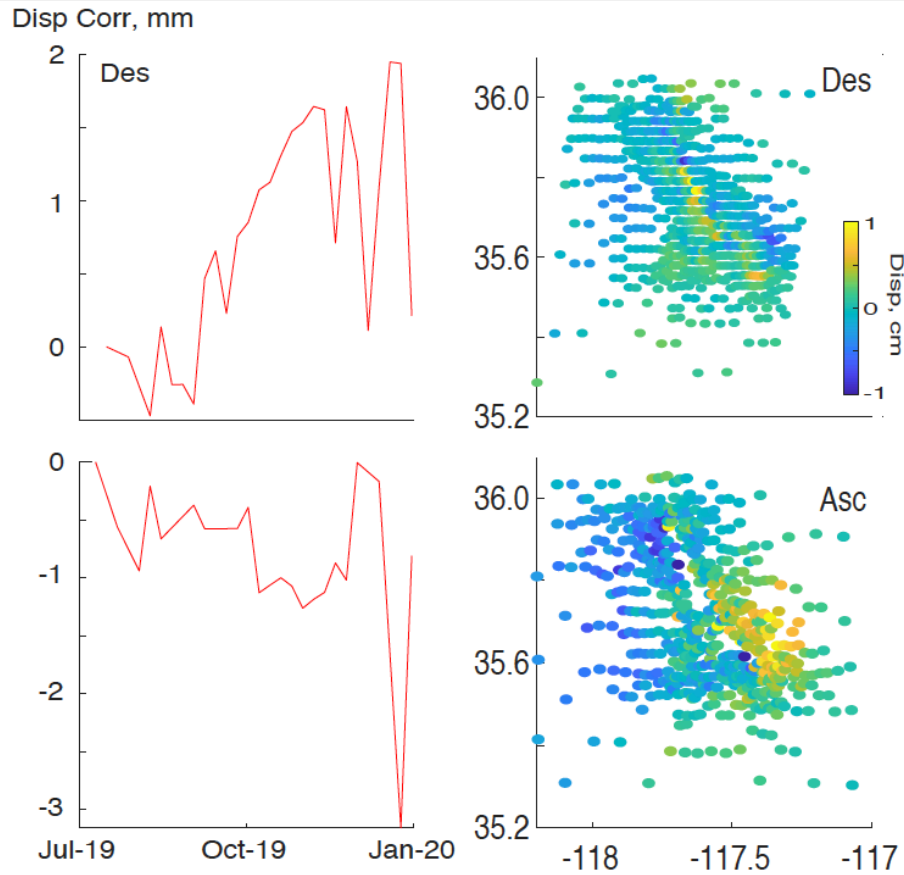 Disp Corr, mm
2
1
0
Des
36.0
35.6
35.2
Des
1
0
-1
Disp, cm
0
-1
-2
-3
Jul-19
Oct-19
Jan-20
36.0
35.6
35.2
Asc
-118
-117.5
-117